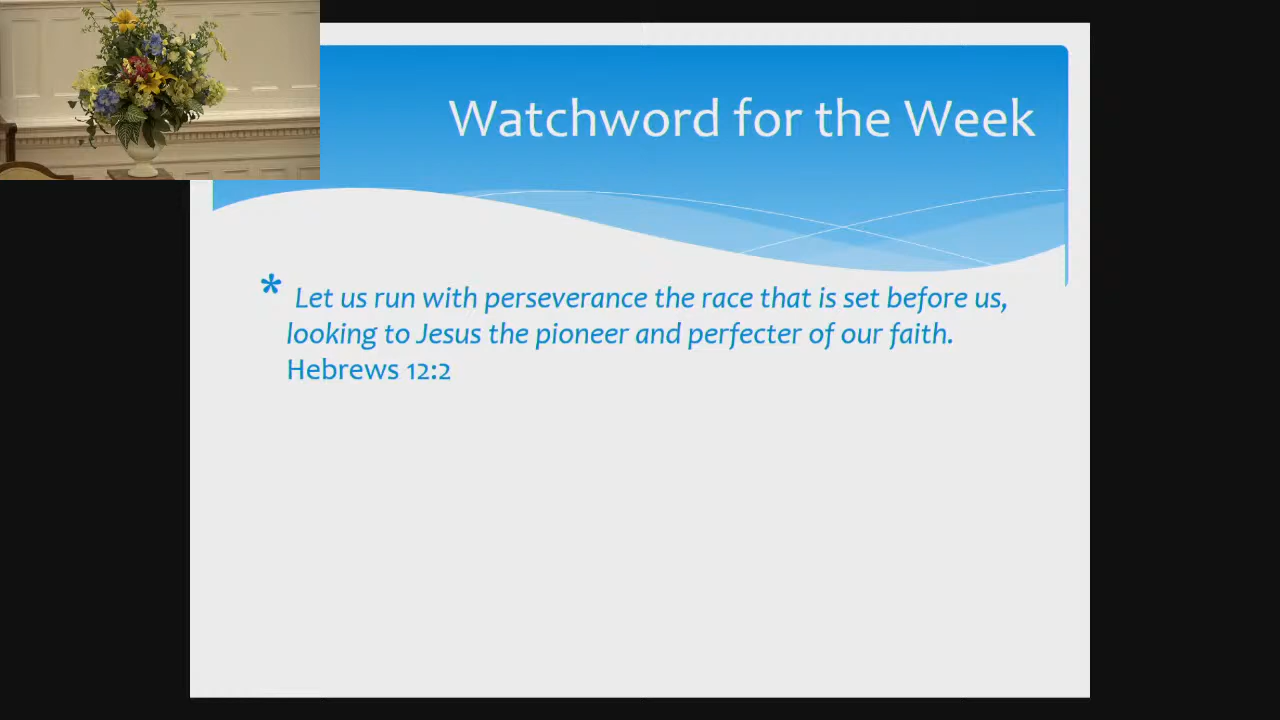 Watchword for the Week
* Let us run with perseverance the race that is set before us,
looking to Jesus the pioneer and perfecter of our faith.
Hebrews 12:2